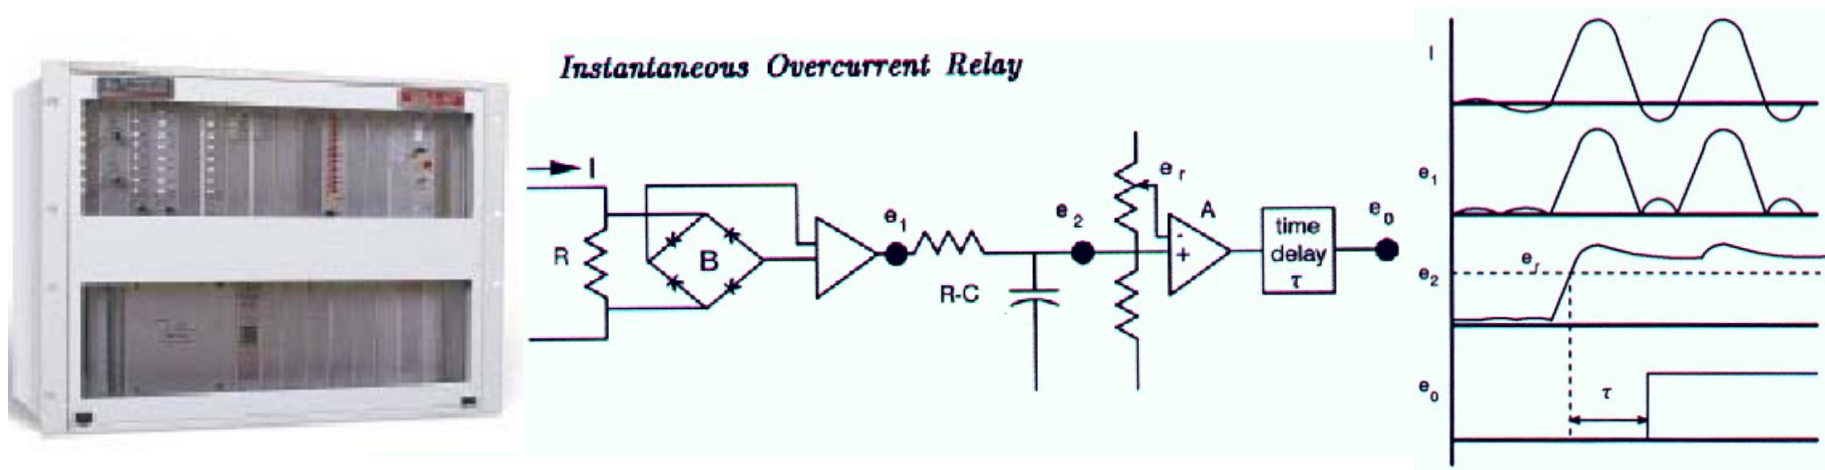 Instantaneous Overcurrent Relay
I
R
B
e1
R-C
e2
er
A
-
+
time
delay
τ
e0
I
e1
er
e2
τ
e0